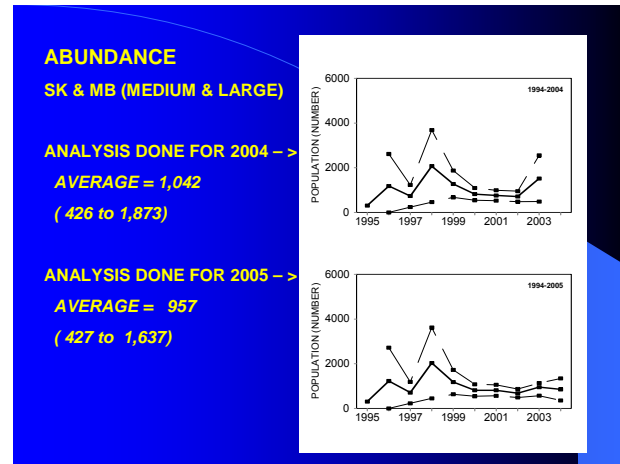 ABUNDANCE
SK & MB (MEDIUM & LARGE)
ANALYSIS DONE FOR 2004 – >
AVERAGE = 1,042
( 426 to 1,873)
ANALYSIS DONE FOR 2005 – >
AVERAGE = 957
( 427 to 1,637)
POPULATION (NUMBER)
6000
4000
2000
0
1994-2004
1995 1997 1999 2001 2003
POPULATION (NUMBER)
6000
4000
2000
0
1994-2005
1995 1997 1999 2001 2003